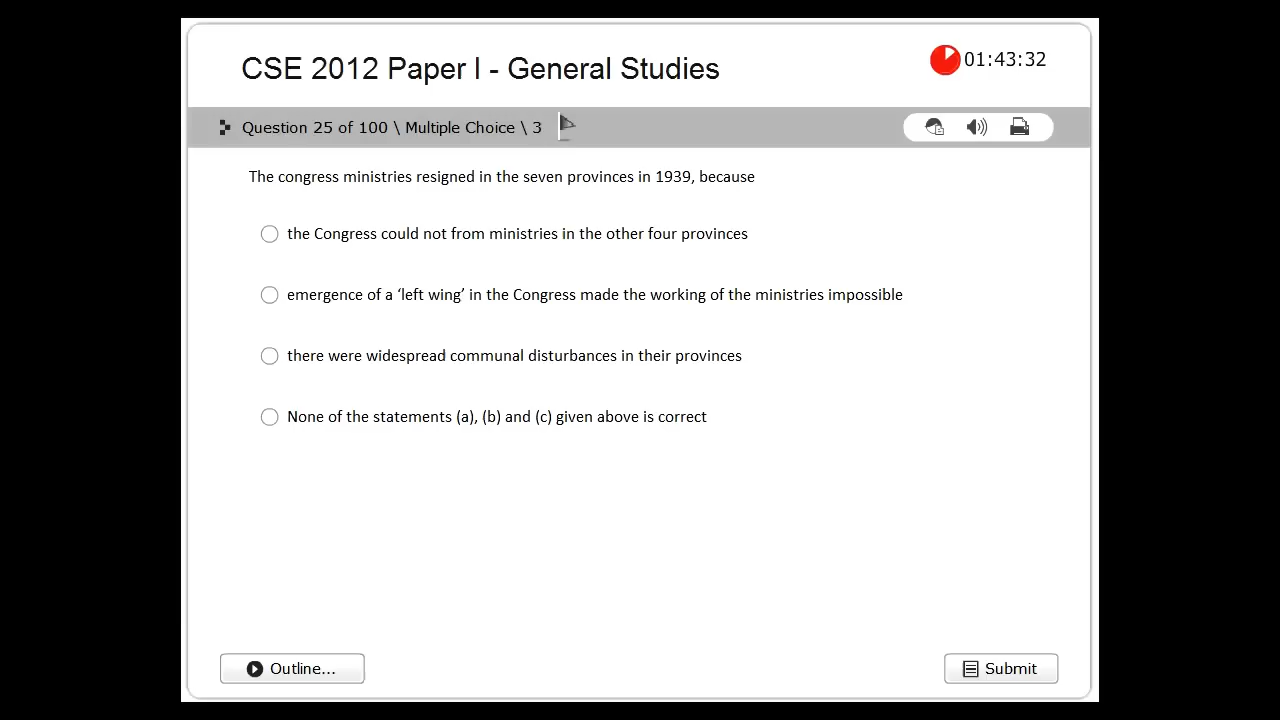 CSE 2012 Paper I - General Studies
01:43:32
Question 25 of 100 \ Multiple Choice \ 3
The congress ministries resigned in the seven provinces in 1939, because
the Congress could not from ministries in the other four provinces
emergence of a ‘left wing’ in the Congress made the working of the ministries impossible
there were widespread communal disturbances in their provinces
None of the statements (a), (b) and (c) given above is correct
Outline...
Submit